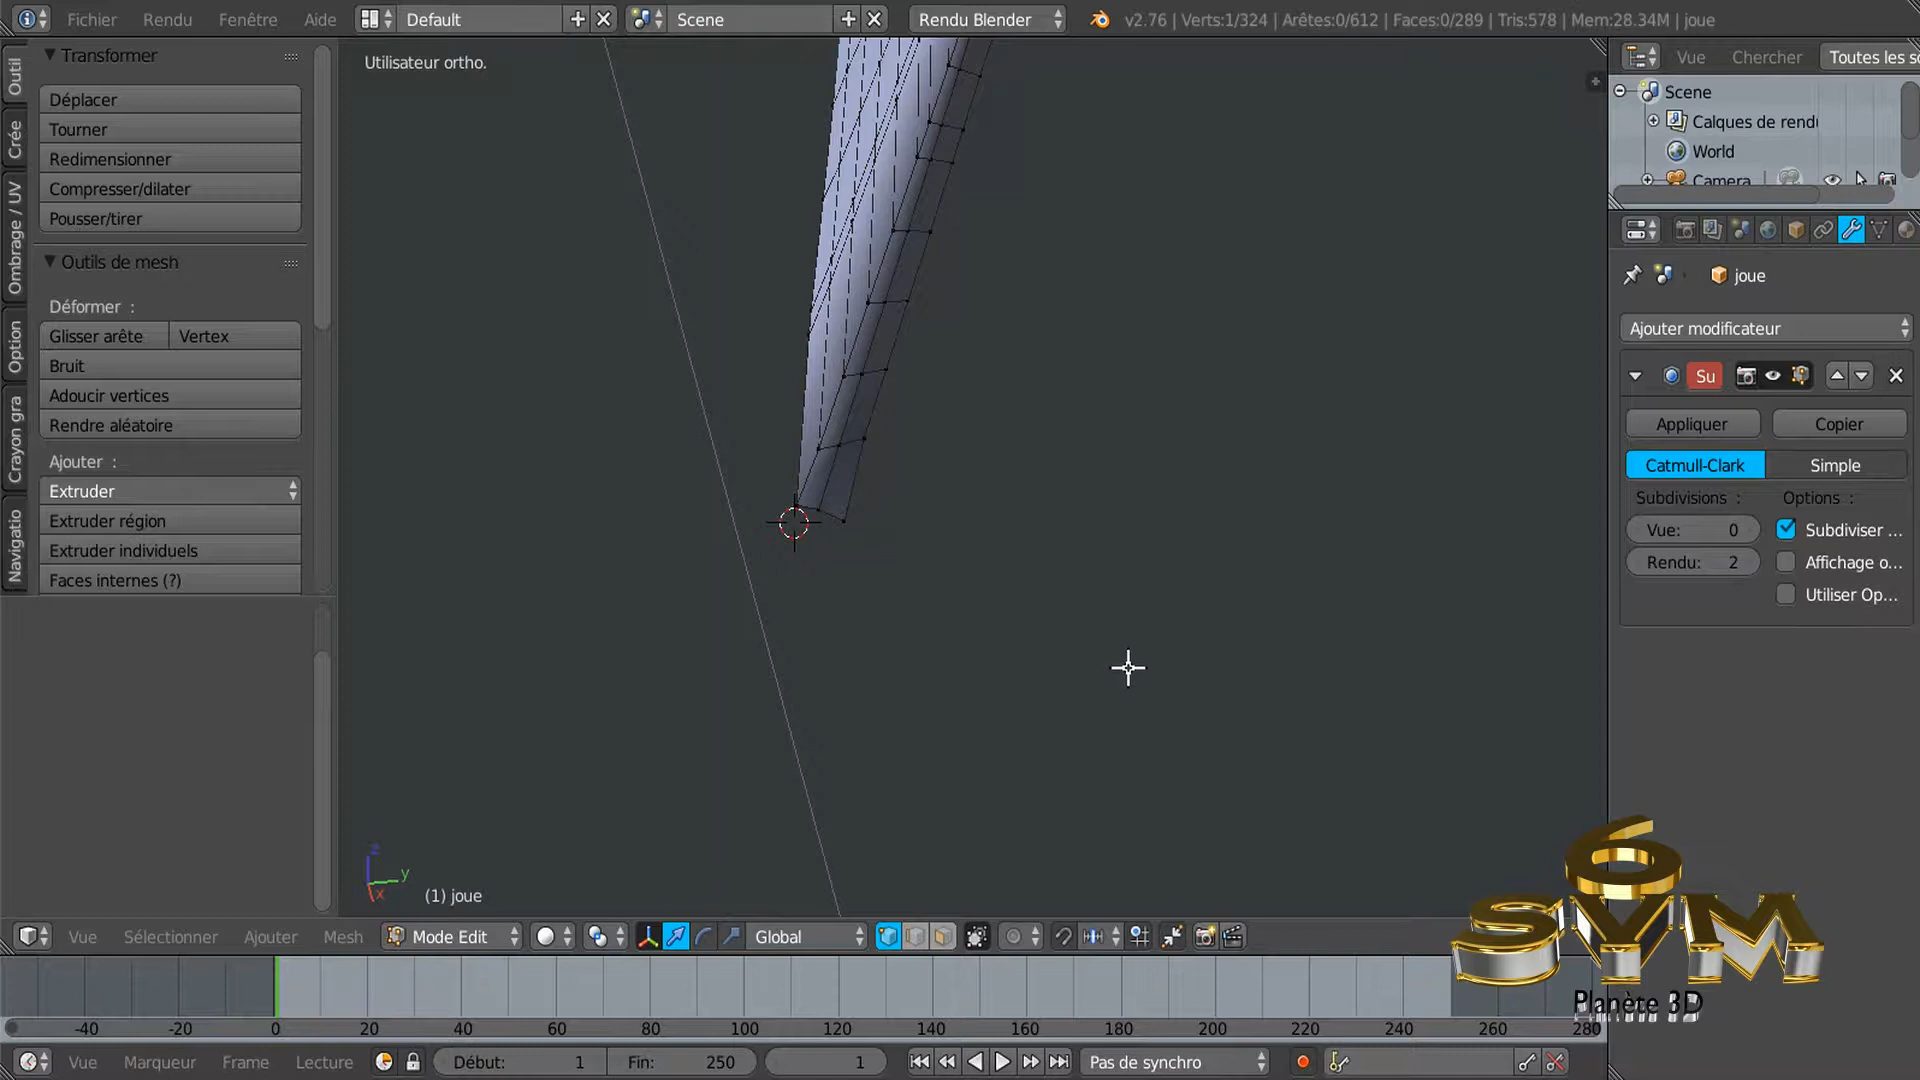 Fichier Rendu Fenêtre Aide Default Scene Rendu Blender v2.76 | Verts:1/324 | Arêtes:0/612 | Faces:0/289 | Tris:578 | Mem:28.34M | joue
Outil
Crée
Ombrage / UV
Option
Crayon gra
Navigatio
Transformer
Déplacer
Tourner
Redimensionner
Compresser/dilater
Pousser/tirer
Outils de mesh
Déformer :
Glisser arête Vertex
Bruit
Adoucir vertices
Rendre aléatoire
Ajouter :
Extruder
Extruder région
Extruder individuels
Faces internes (?)
Utilisateur ortho.
z
y
x
(1) joue
Vue Chercher Toutes les sc
Scene
Calques de rendu
World
Camera
joue
Ajouter modificateur
Su
Appliquer Copier
Catmull-Clark Simple
Subdivisions : Options :
Vue: 0 Subdiviser ...
Rendu: 2 Affichage o...
Utiliser Op...
Vue Sélectionner Ajouter Mesh Mode Edit Global
-40 -20 0 20 40 60 80 100 120 140 160 180 200 220 240 260 280
Vue Marqueur Frame Lecture Début: 1 Fin: 250 1 Pas de synchro
6
SYM
Planète 3D